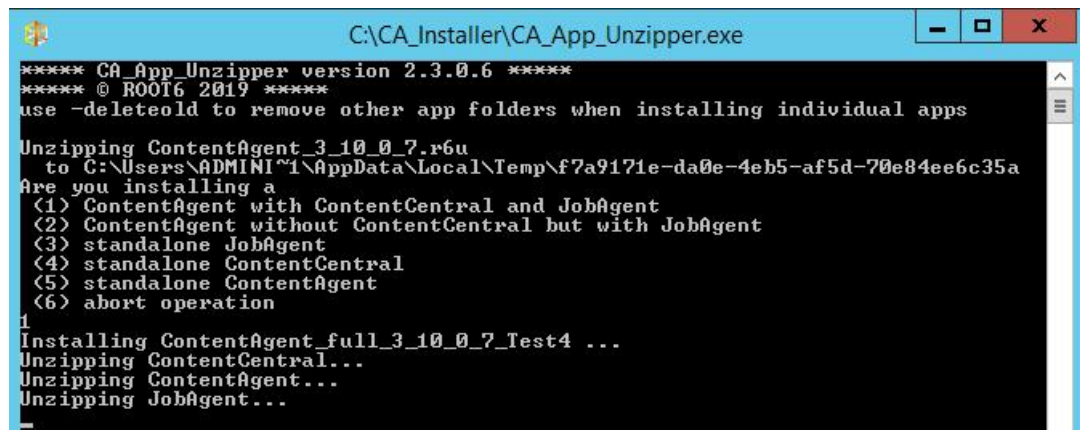 C:\CA_Installer\CA_App_Unzipper.exe
***** CA_App_Unzipper version 2.3.0.6 *****
***** © ROOT6 2019 *****
use -deleteold to remove other app folders when installing individual apps
Unzipping ContentAgent_3_10_0_7.r6u
to C:\Users\ADMINI~1\AppData\Local\Temp\f7a9171e-da0e-4eb5-af5d-70e84ee6c35a
Are you installing a
(1) ContentAgent with ContentCentral and JobAgent
(2) ContentAgent without ContentCentral but with JobAgent
(3) standalone JobAgent
(4) standalone ContentCentral
(5) standalone ContentAgent
(6) abort operation
1
Installing ContentAgent_full_3_10_0_7_Test4 ...
Unzipping ContentCentral...
Unzipping ContentAgent...
Unzipping JobAgent...